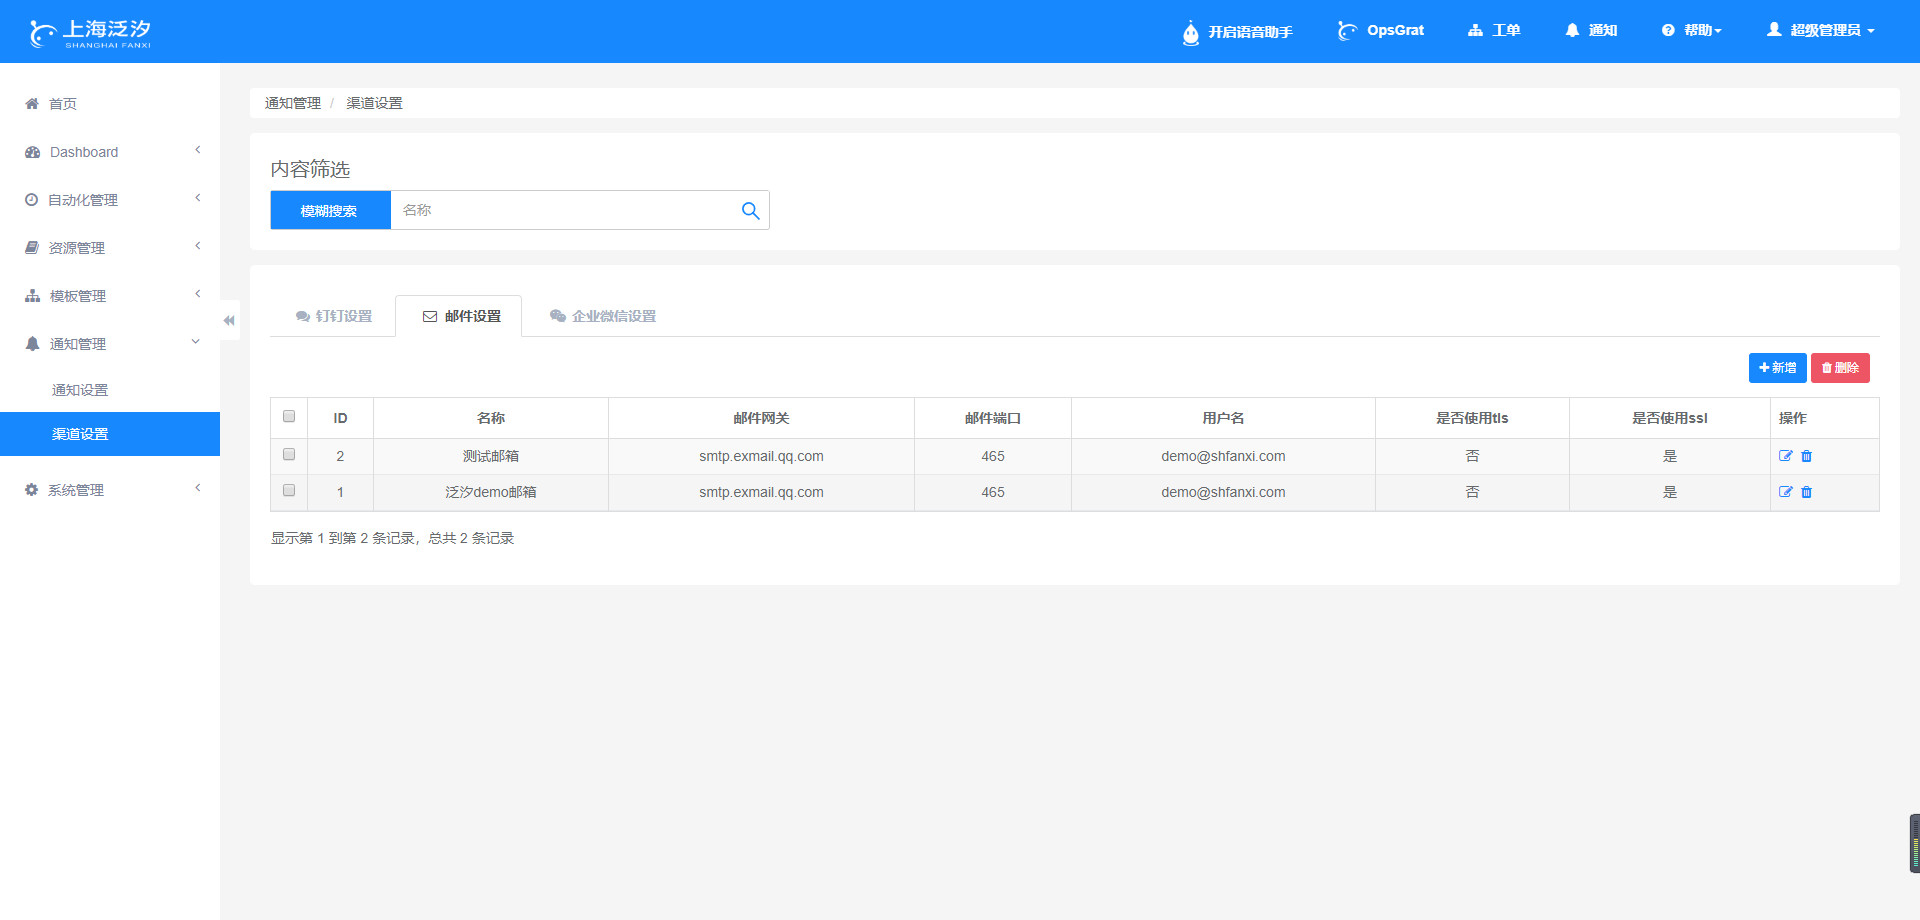 上海泛汐
SHANGHAI FANXI
开启语音助手
OpsGrat
工单
通知
帮助
超级管理员
首页
Dashboard
自动化管理
资源管理
模板管理
通知管理
通知设置
渠道设置
系统管理
通知管理 / 渠道设置
内容筛选
模糊搜索 名称
钉钉设置 邮件设置 企业微信设置
新增 删除
ID 名称 邮件网关 邮件端口 用户名 是否使用tls 是否使用ssl 操作
2 测试邮箱 smtp.exmail.qq.com 465 demo@shfanxi.com 否 是
1 泛汐demo邮箱 smtp.exmail.qq.com 465 demo@shfanxi.com 否 是
显示第 1 到第 2 条记录，总共 2 条记录